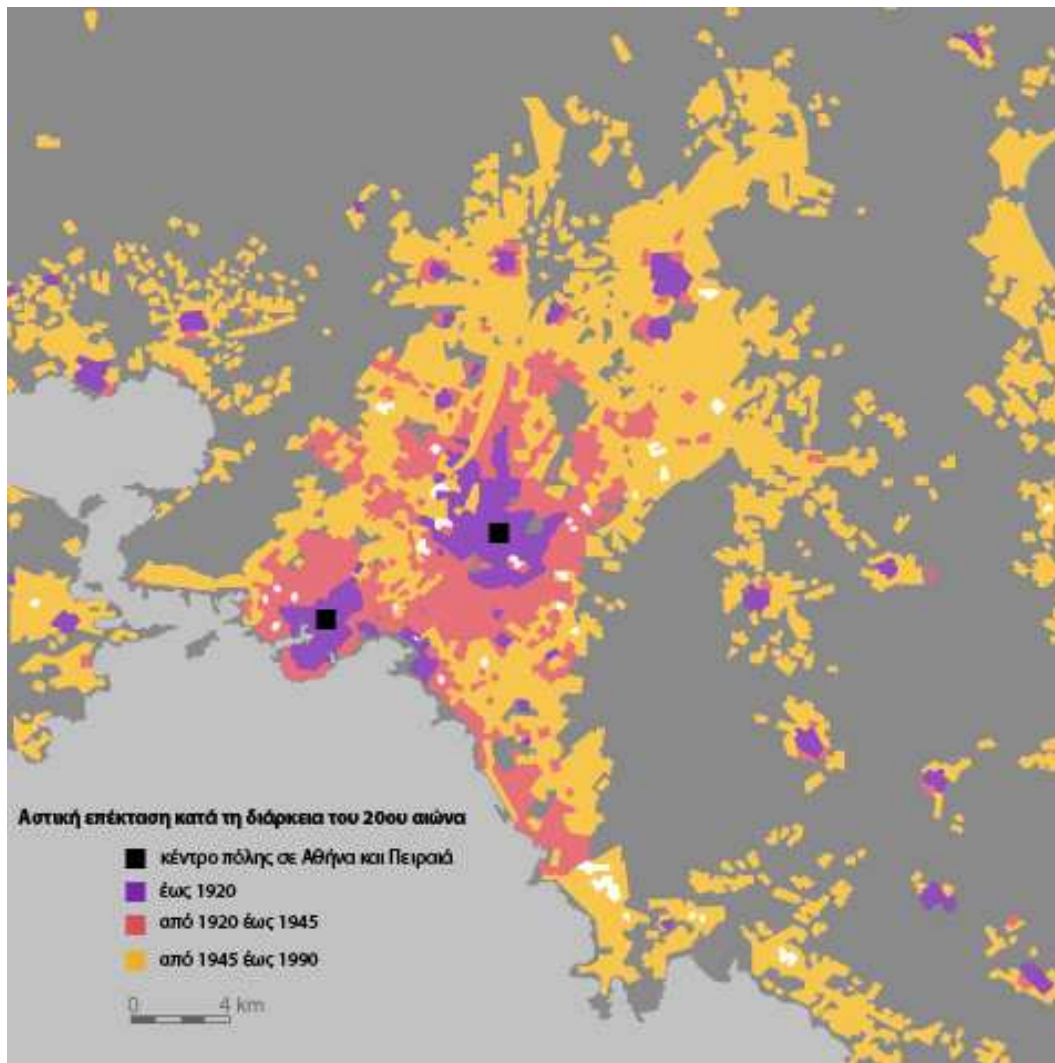 Αστική επέκταση κατά τη διάρκεια του 20ου αιώνα
κέντρο πόλης σε Αθήνα και Πειραιά
έως 1920
από 1920 έως 1945
από 1945 έως 1990
0 4 km